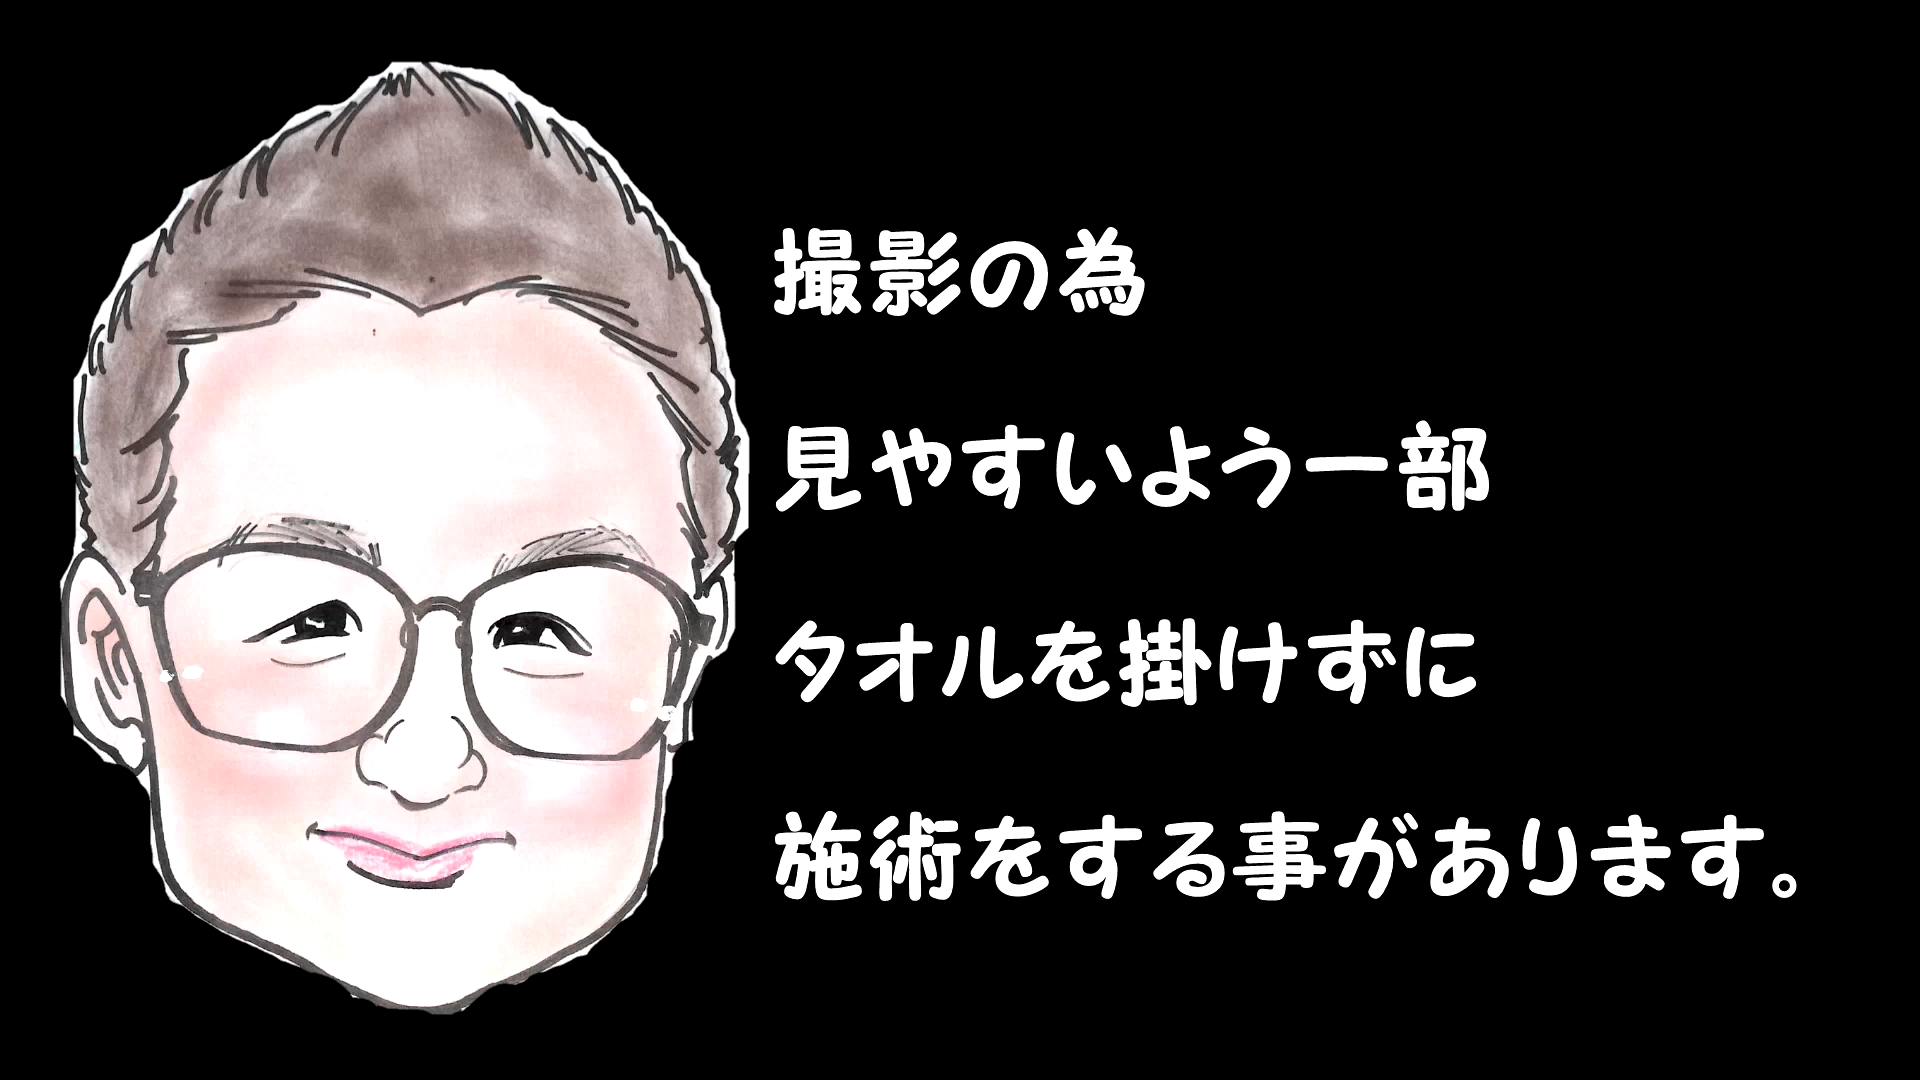 撮影の為
見やすいよう一部
タオルを掛けずに
施術をする事があります。